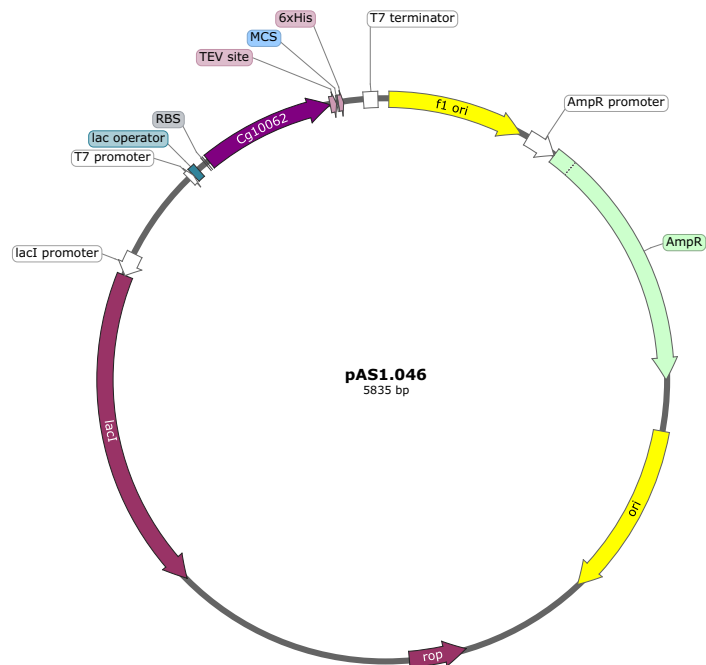 6xHis
T7 terminator
MCS
TEV site
f1 ori
AmpR promoter
RBS
Cg10062
lac operator
T7 promoter
AmpR
lacI promoter
pAS1.046
5835 bp
lacI
ori
rop